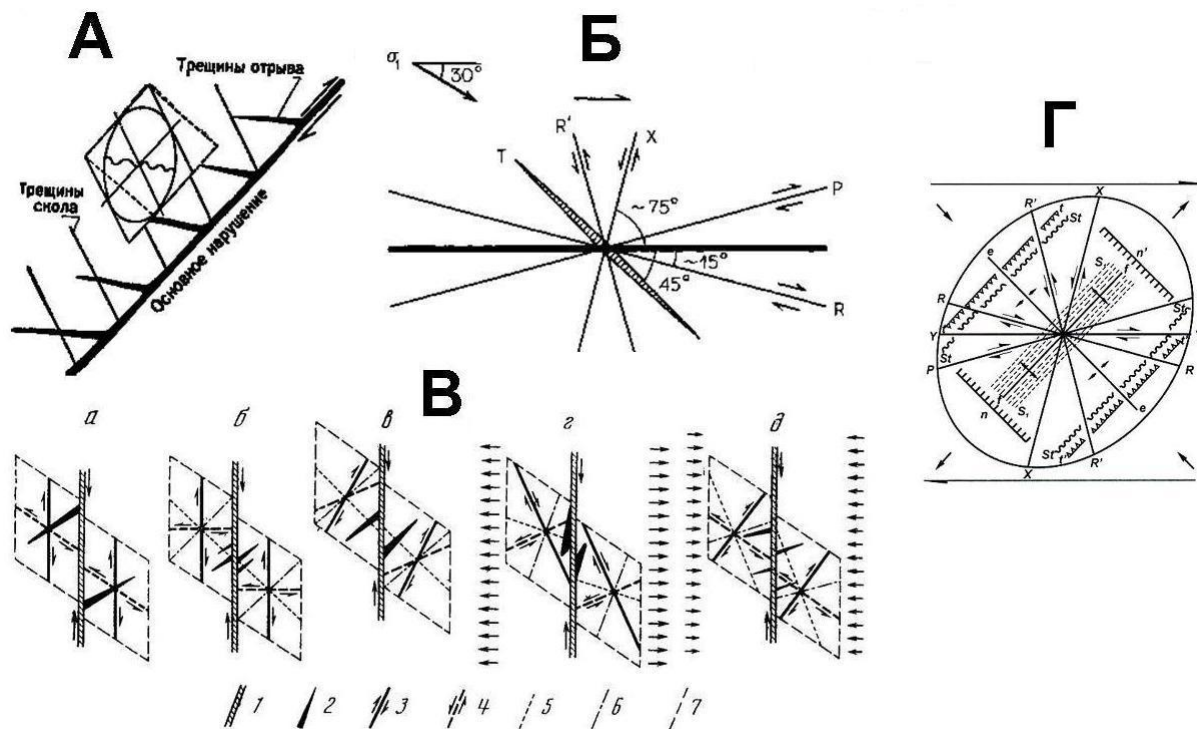 А
Трещины отрыва
Трещины
скола
Основное нарушение
Б
σ₁
30°
R'
X
T
P
~75°
~15°
45°
R
Г
X
R'
t
St
e
n'
S₁
f
R
Y
St
P
St
R
n
f
S₁
e
St
t'
X
R'
В
а
б
в
г
д
1
2
3
4
5
6
7